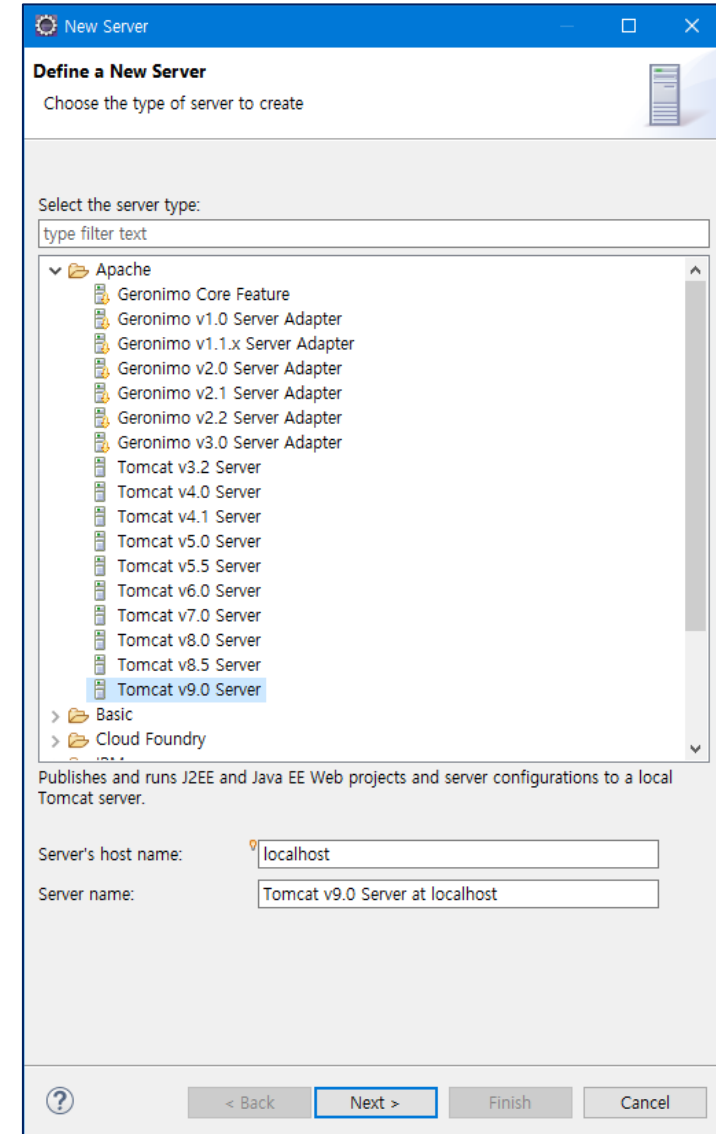 New Server
Define a New Server
Choose the type of server to create
Select the server type:
type filter text
Apache
Geronimo Core Feature
Geronimo v1.0 Server Adapter
Geronimo v1.1.x Server Adapter
Geronimo v2.0 Server Adapter
Geronimo v2.1 Server Adapter
Geronimo v2.2 Server Adapter
Geronimo v3.0 Server Adapter
Tomcat v3.2 Server
Tomcat v4.0 Server
Tomcat v4.1 Server
Tomcat v5.0 Server
Tomcat v5.5 Server
Tomcat v6.0 Server
Tomcat v7.0 Server
Tomcat v8.0 Server
Tomcat v8.5 Server
Tomcat v9.0 Server
Basic
Cloud Foundry
Publishes and runs J2EE and Java EE Web projects and server configurations to a local
Tomcat server.
Server's host name: localhost
Server name: Tomcat v9.0 Server at localhost
? < Back Next > Finish Cancel